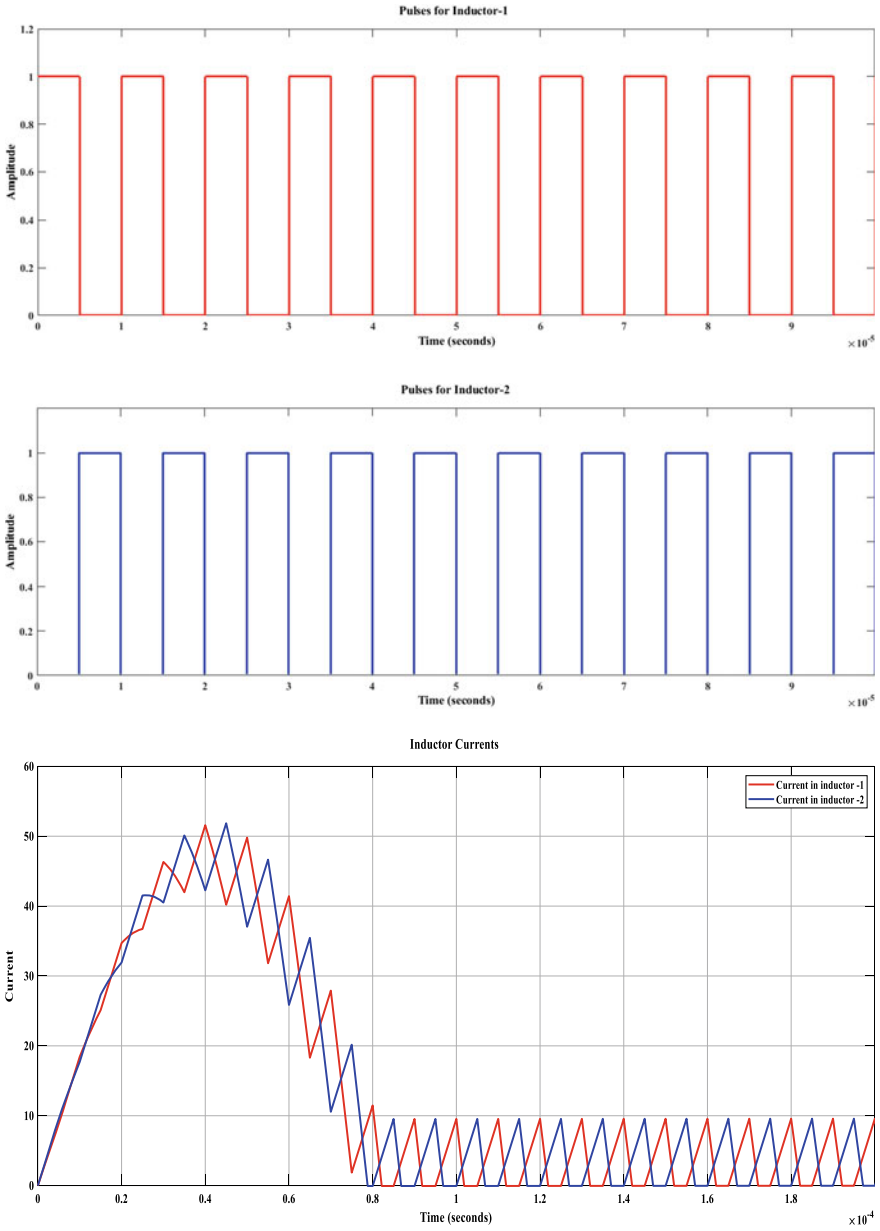 Pulses for Inductor-1
1.2
1
0.8
0.6
0.4
0.2
0
Amplitude
0 1 2 3 4 5 6 7 8 9
Time (seconds)
×10⁻⁵
Pulses for Inductor-2
1
0.8
0.6
0.4
0.2
0
Amplitude
0 1 2 3 4 5 6 7 8 9
Time (seconds)
×10⁻⁵
Inductor Currents
60
50
40
30
20
10
0
Current
Current in inductor -1
Current in inductor -2
0 0.2 0.4 0.6 0.8 1 1.2 1.4 1.6 1.8
Time (seconds)
×10⁻⁴